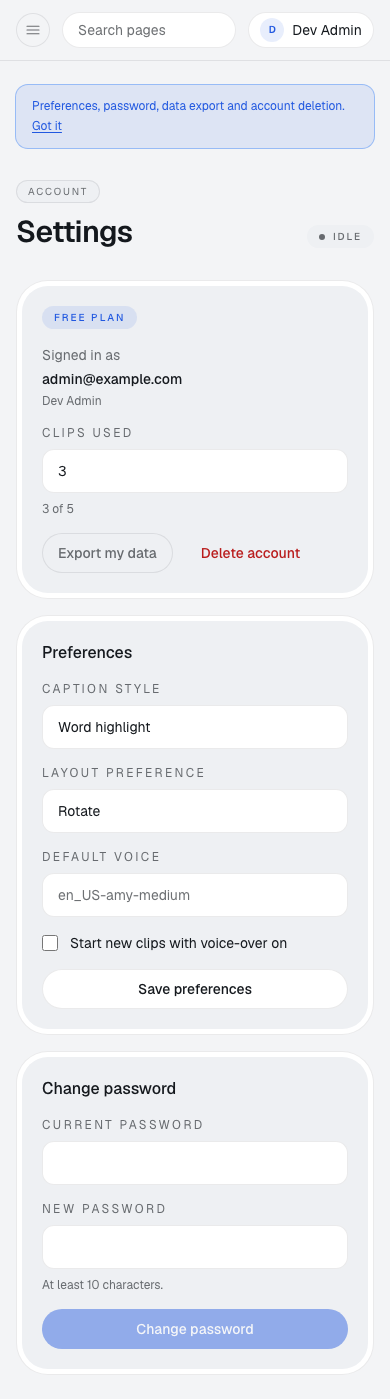 Search pages
D
Dev Admin
Preferences, password, data export and account deletion.
Got it
ACCOUNT
Settings
IDLE
FREE PLAN
Signed in as
admin@example.com
Dev Admin
CLIPS USED
3
3 of 5
Export my data
Delete account
Preferences
CAPTION STYLE
Word highlight
LAYOUT PREFERENCE
Rotate
DEFAULT VOICE
en_US-amy-medium
Start new clips with voice-over on
Save preferences
Change password
CURRENT PASSWORD
NEW PASSWORD
At least 10 characters.
Change password